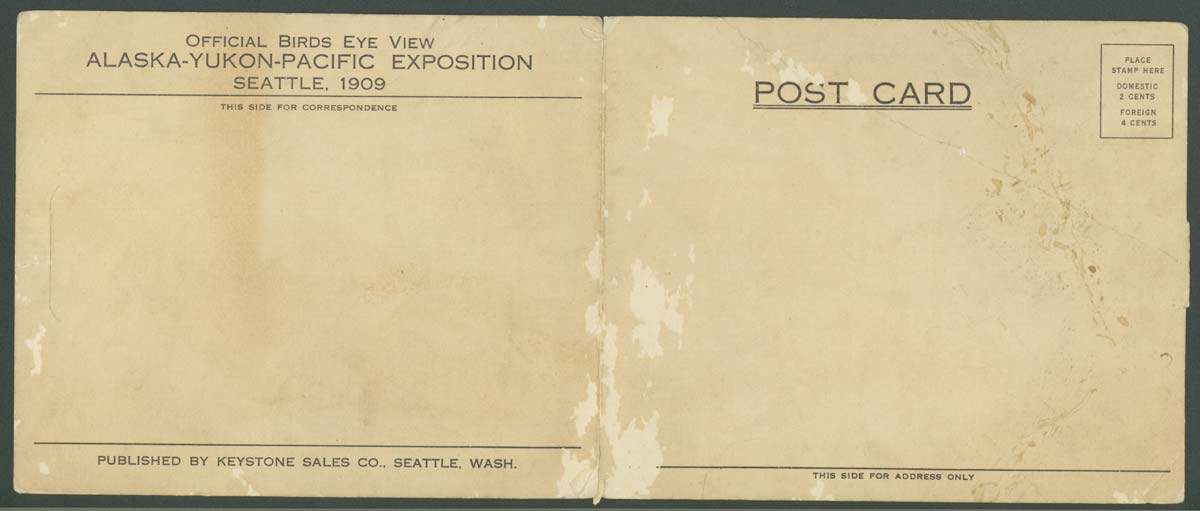 OFFICIAL BIRDS EYE VIEW
ALASKA-YUKON-PACIFIC EXPOSITION
SEATTLE, 1909
THIS SIDE FOR CORRESPONDENCE
PUBLISHED BY KEYSTONE SALES CO., SEATTLE, WASH.
POST CARD
PLACE
STAMP HERE
DOMESTIC
2 CENTS
FOREIGN
4 CENTS
THIS SIDE FOR ADDRESS ONLY